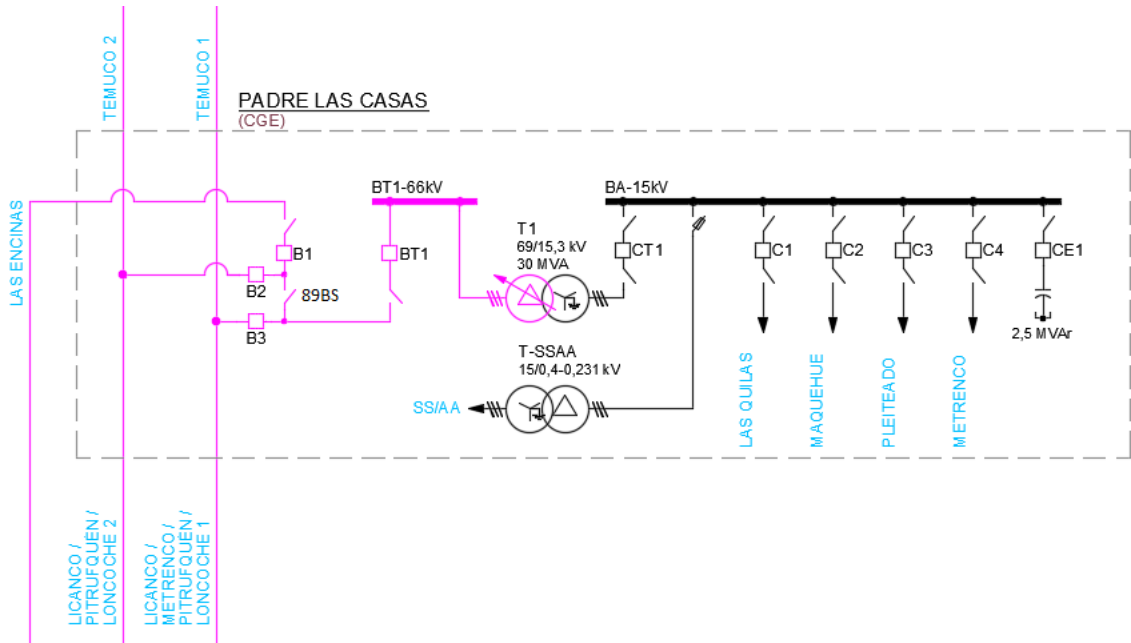 TEMUCO 2
TEMUCO 1
PADRE LAS CASAS
(CGE)
LAS ENCINAS
BT1-66kV
BA-15kV
B1
BT1
T1
69/15,3 kV
30 MVA
CT1
C1
C2
C3
C4
CE1
B2
89BS
B3
2,5 MVAr
T-SSAA
15/0,4-0,231 kV
SS/AA
LAS QUILAS
MAQUEHUE
PLEITEADO
METRENCO
LICANCO /
PITRUFQUÉN /
LONCOCHE 2
LICANCO /
METRENCO /
PITRUFQUÉN /
LONCOCHE 1